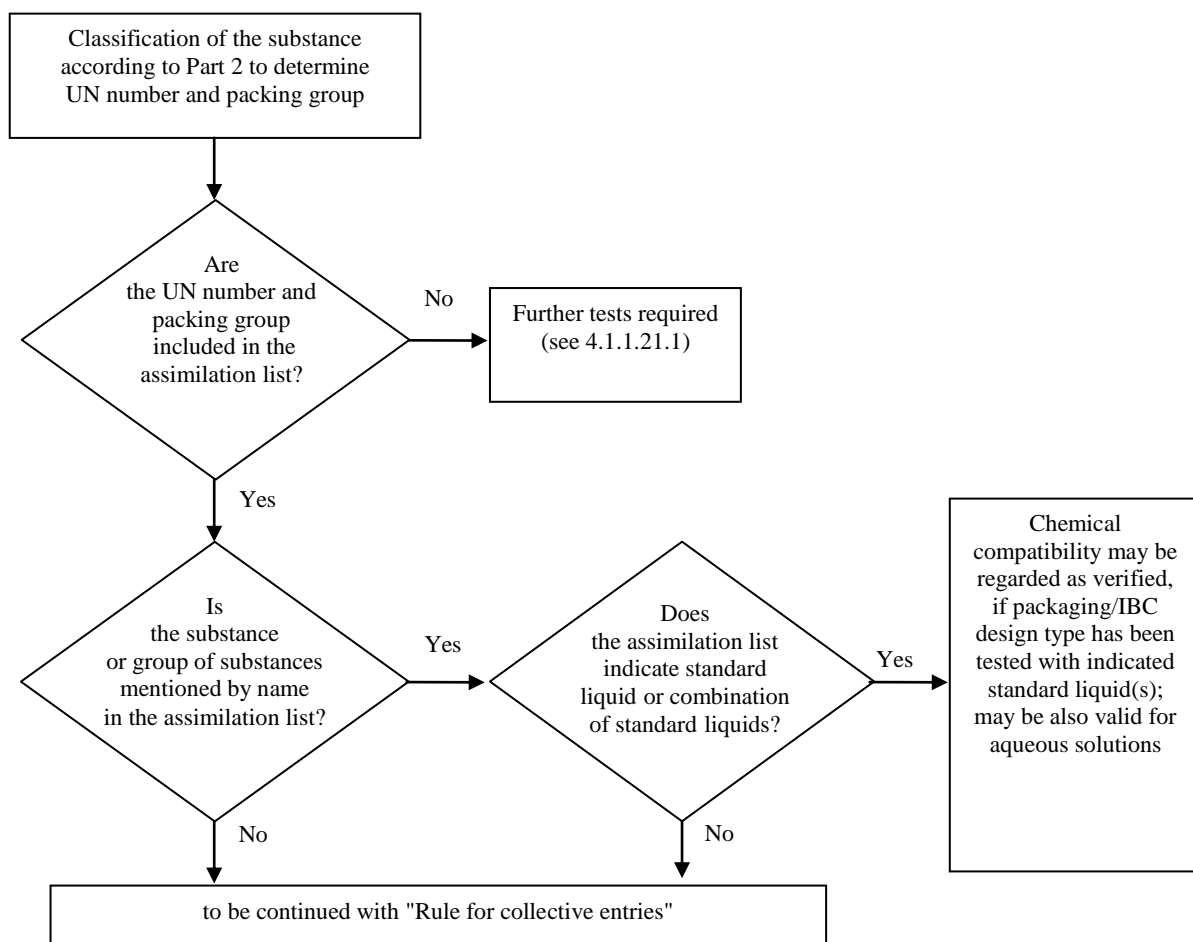 Classification of the substance
according to Part 2 to determine
UN number and packing group
Are
the UN number and
packing group
included in the
assimilation list?
No
Further tests required
(see 4.1.1.21.1)
Yes
Is
the substance
or group of substances
mentioned by name
in the assimilation list?
Yes
Does
the assimilation list
indicate standard
liquid or combination
of standard liquids?
Yes
Chemical
compatibility may be
regarded as verified,
if packaging/IBC
design type has been
tested with indicated
standard liquid(s);
may be also valid for
aqueous solutions
No
No
to be continued with "Rule for collective entries"